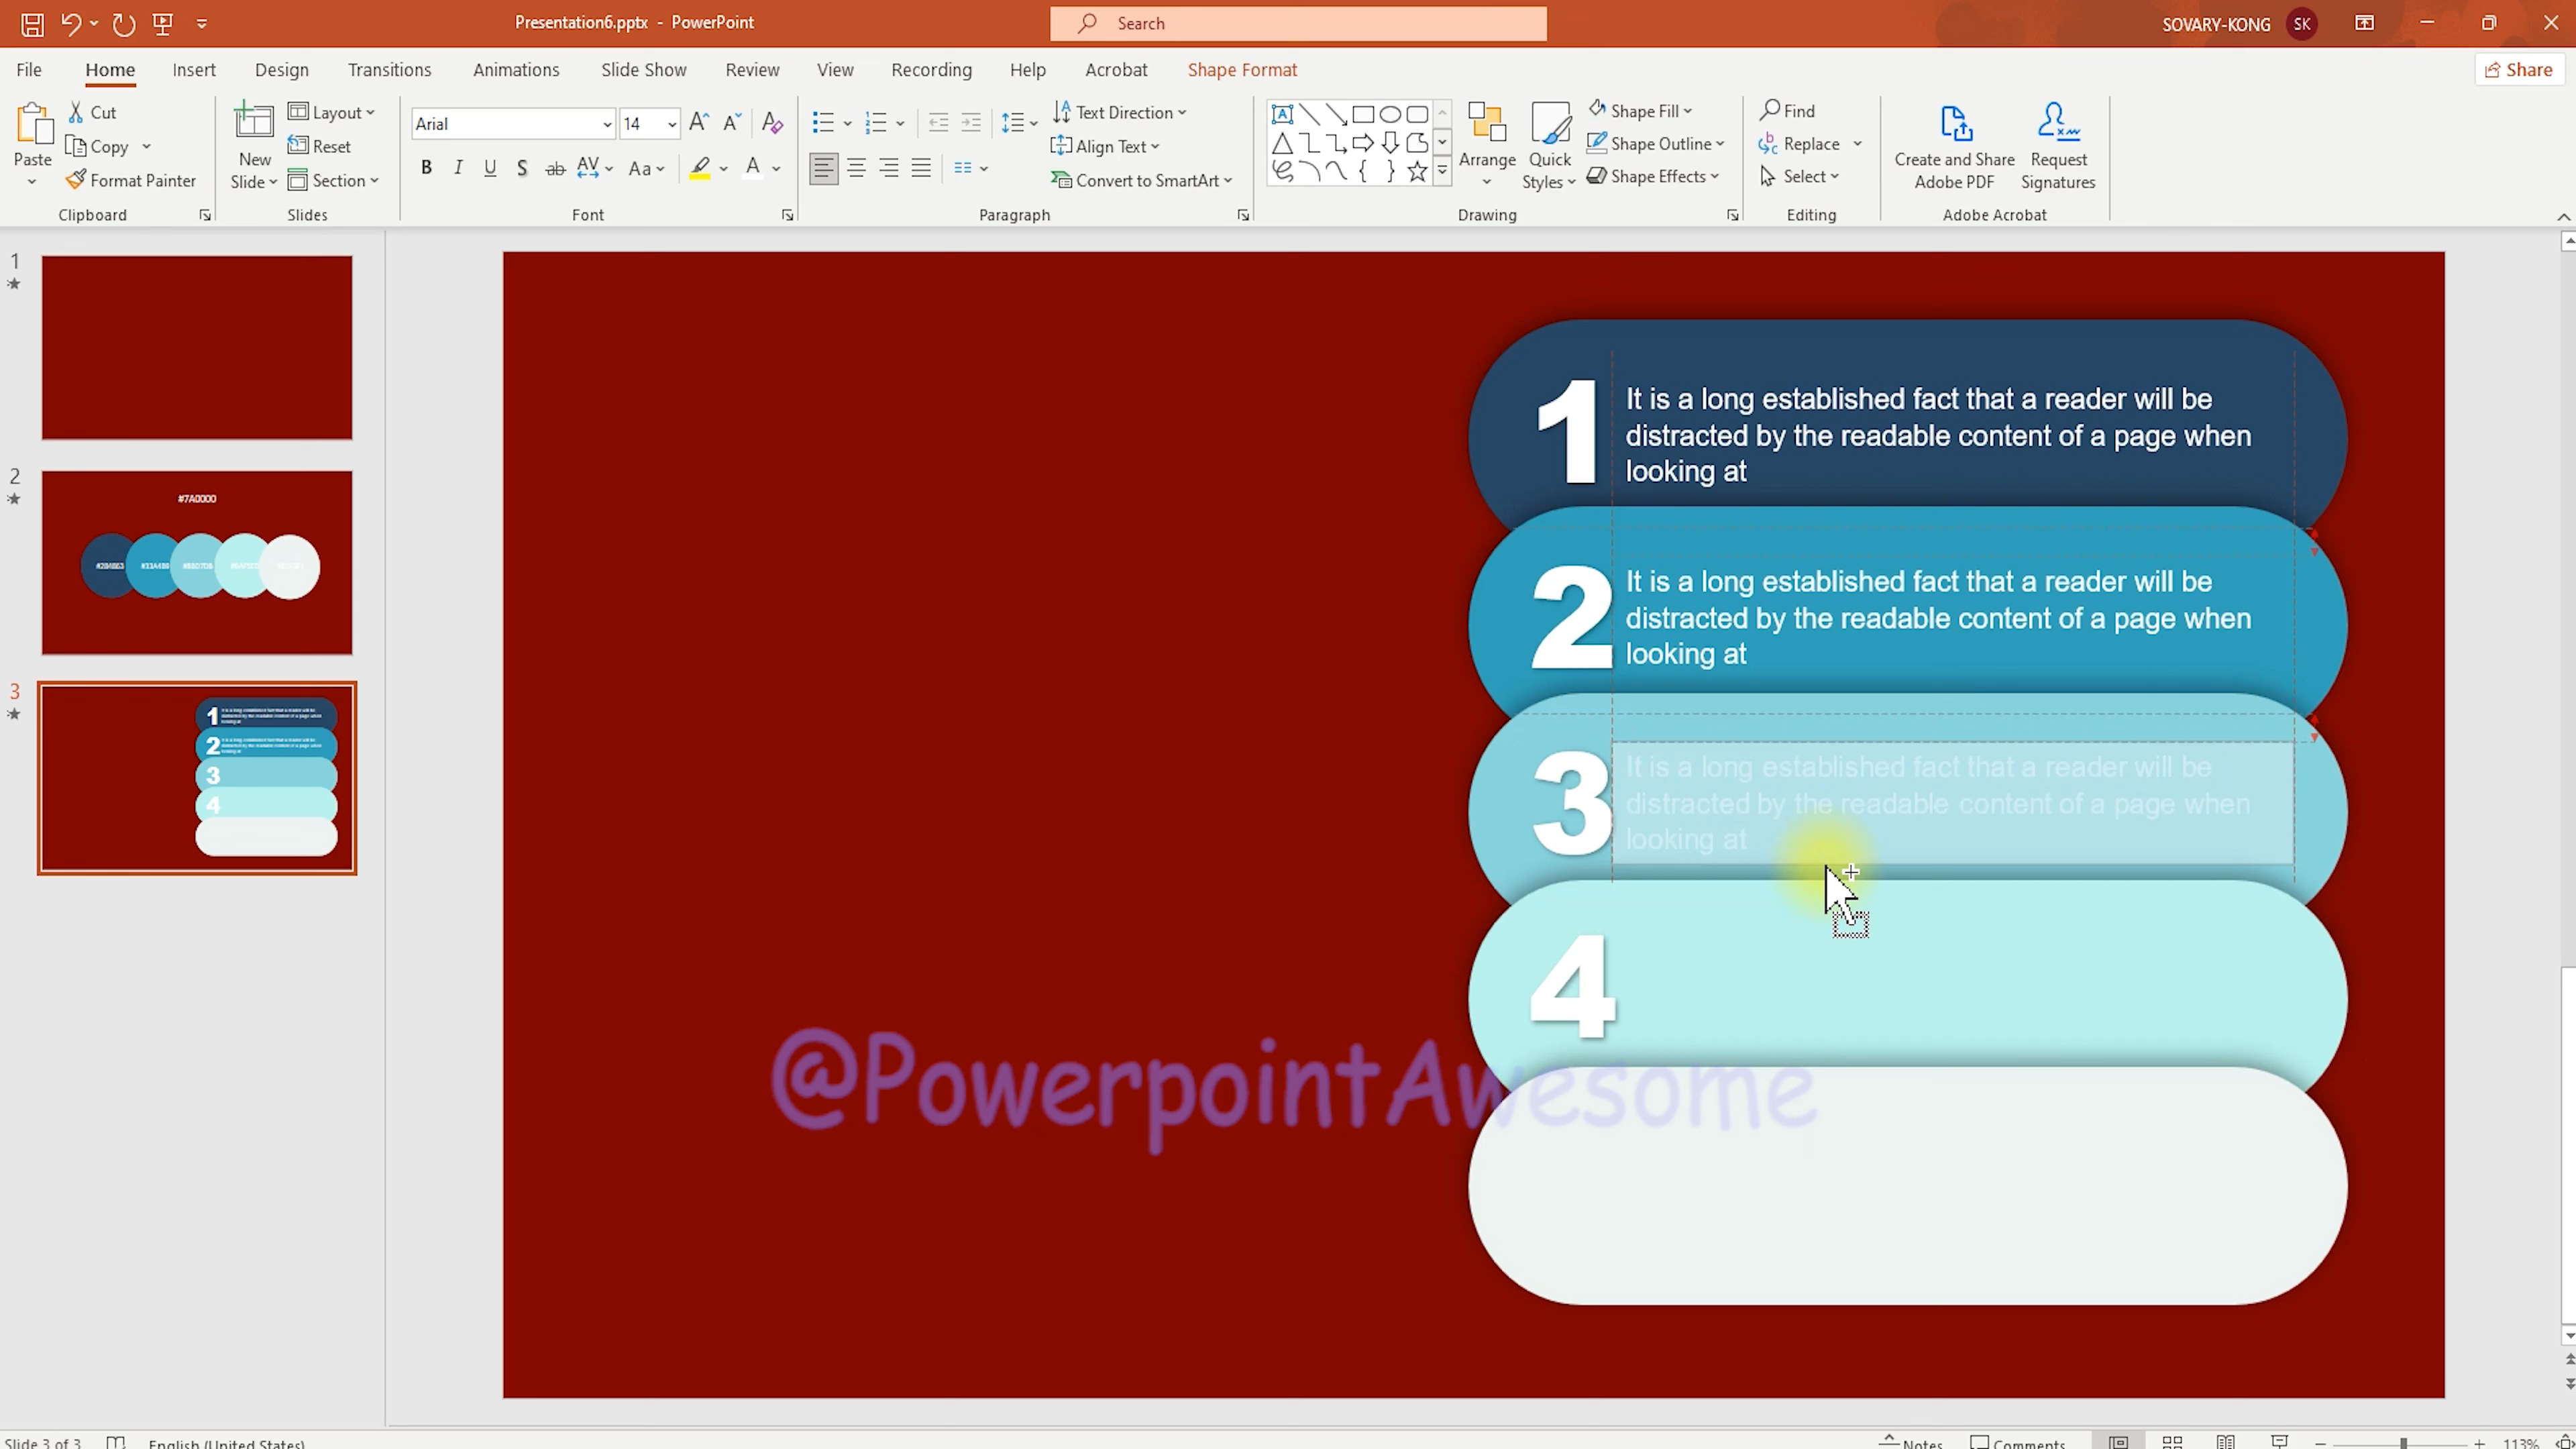 Presentation6.pptx - PowerPoint
Search
SOVARY-KONG
SK
File Home Insert Design Transitions Animations Slide Show Review View Recording Help Acrobat Shape Format
Share
Paste
Cut
Copy
Format Painter
Clipboard
New Slide
Layout
Reset
Section
Slides
Arial
14
Font
Text Direction
Align Text
Convert to SmartArt
Paragraph
Arrange
Quick Styles
Shape Fill
Shape Outline
Shape Effects
Drawing
Find
Replace
Select
Editing
Create and Share Adobe PDF
Request Signatures
Adobe Acrobat
1
2
#7A0000
3
1
2
3
4
1
It is a long established fact that a reader will be
distracted by the readable content of a page when
looking at
2
It is a long established fact that a reader will be
distracted by the readable content of a page when
looking at
3
It is a long established fact that a reader will be
distracted by the readable content of a page when
looking at
4
@PowerpointAwesome
Slide 3 of 3
English (United States)
Notes
Comments
113%